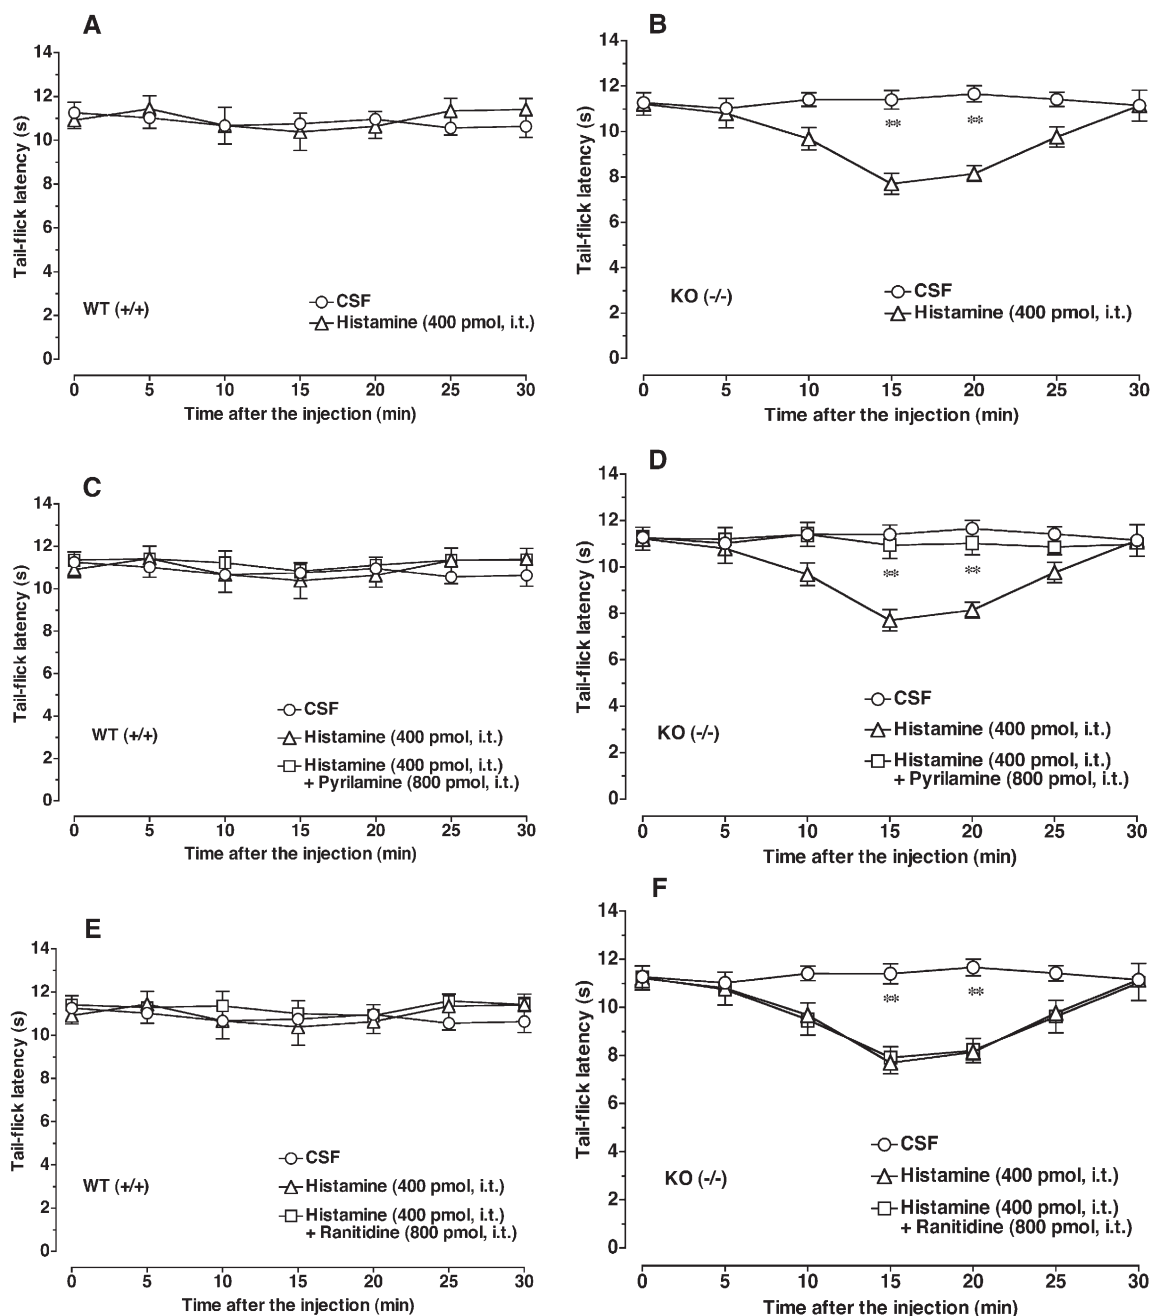 A
14
12
10
8
6
4
2
0
Tail-flick latency (s)
WT (+/+)
CSF
Histamine (400 pmol, i.t.)
0 5 10 15 20 25 30
Time after the injection (min)
B
14
12
10
8
6
4
2
0
Tail-flick latency (s)
** **
KO (-/-)
CSF
Histamine (400 pmol, i.t.)
0 5 10 15 20 25 30
Time after the injection (min)
C
14
12
10
8
6
4
2
0
Tail-flick latency (s)
WT (+/+)
CSF
Histamine (400 pmol, i.t.)
Histamine (400 pmol, i.t.)
+ Pyrilamine (800 pmol, i.t.)
0 5 10 15 20 25 30
Time after the injection (min)
D
14
12
10
8
6
4
2
0
Tail-flick latency (s)
** **
KO (-/-)
CSF
Histamine (400 pmol, i.t.)
Histamine (400 pmol, i.t.)
+ Pyrilamine (800 pmol, i.t.)
0 5 10 15 20 25 30
Time after the injection (min)
E
14
12
10
8
6
4
2
0
Tail-flick latency (s)
WT (+/+)
CSF
Histamine (400 pmol, i.t.)
Histamine (400 pmol, i.t.)
+ Ranitidine (800 pmol, i.t.)
0 5 10 15 20 25 30
Time after the injection (min)
F
14
12
10
8
6
4
2
0
Tail-flick latency (s)
** **
KO (-/-)
CSF
Histamine (400 pmol, i.t.)
Histamine (400 pmol, i.t.)
+ Ranitidine (800 pmol, i.t.)
0 5 10 15 20 25 30
Time after the injection (min)